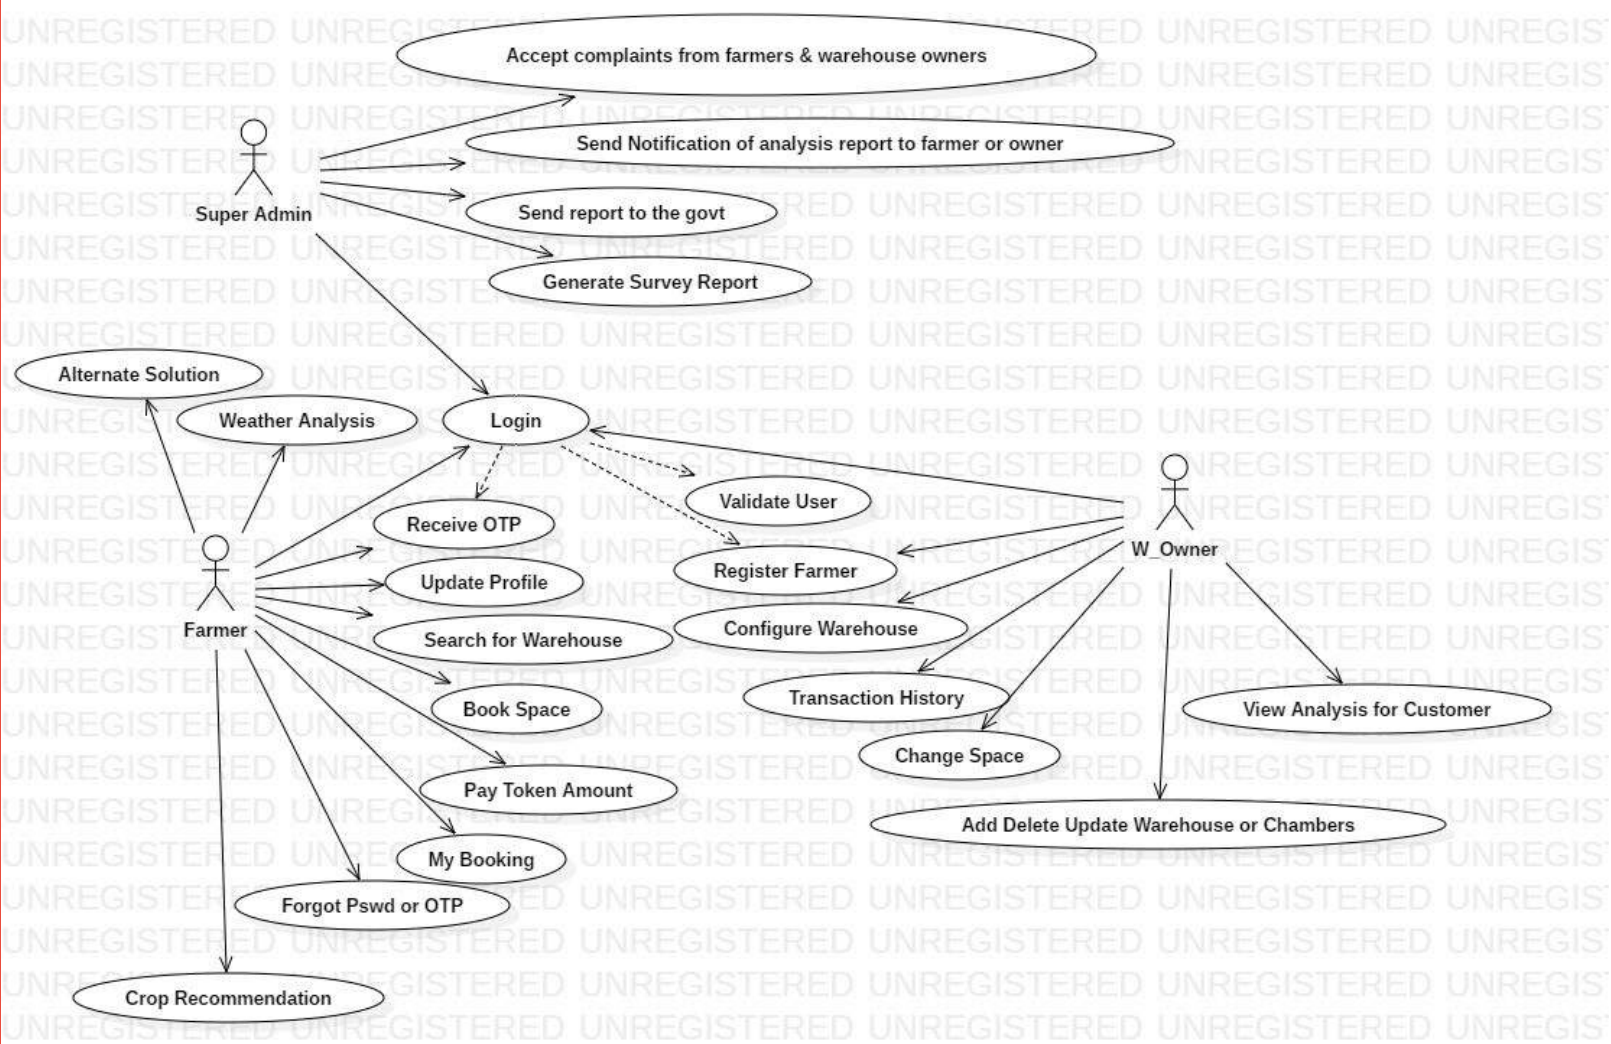 Accept complaints from farmers & warehouse owners
Send Notification of analysis report to farmer or owner
Super Admin
Send report to the govt
Generate Survey Report
Alternate Solution
Weather Analysis
Login
Validate User
Receive OTP
W_Owner
Register Farmer
Update Profile
Farmer
Configure Warehouse
Search for Warehouse
Transaction History
Book Space
View Analysis for Customer
Change Space
Pay Token Amount
Add Delete Update Warehouse or Chambers
My Booking
Forgot Pswd or OTP
Crop Recommendation
UNREGISTERED